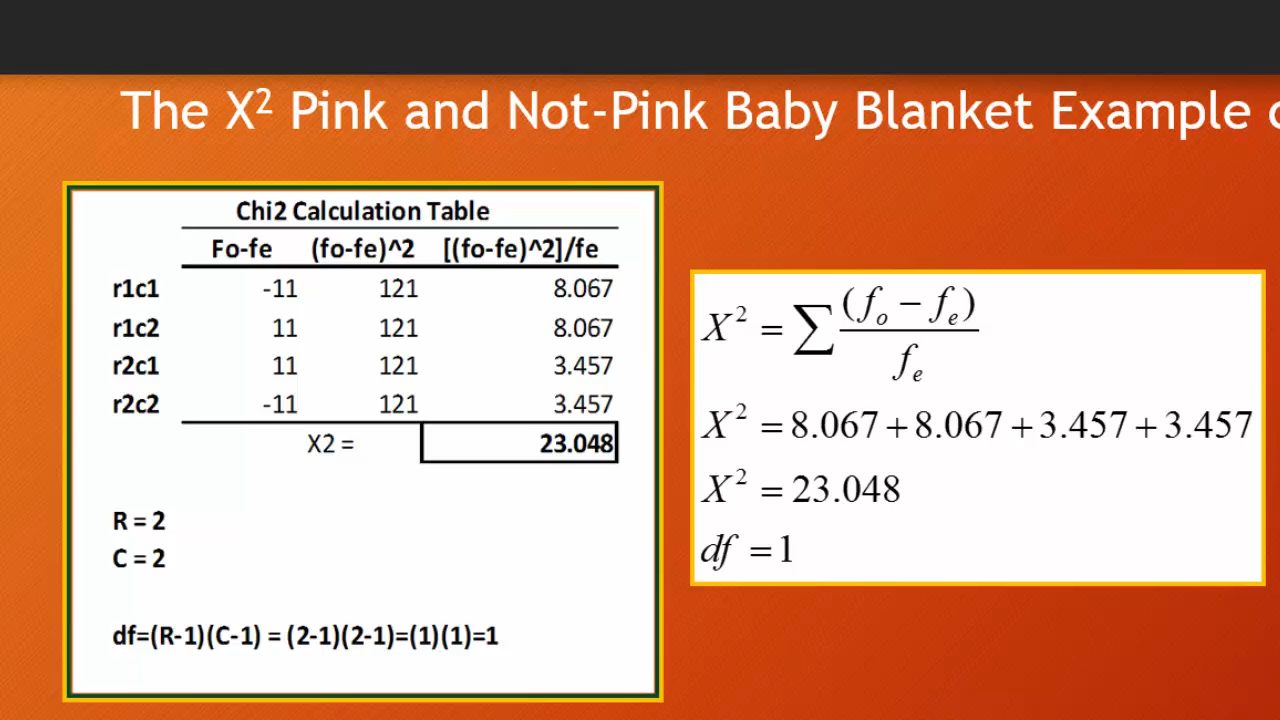 The X² Pink and Not-Pink Baby Blanket Example
Chi2 Calculation Table
Fo-fe (fo-fe)^2 [(fo-fe)^2]/fe
r1c1 -11 121 8.067
r1c2 11 121 8.067
r2c1 11 121 3.457
r2c2 -11 121 3.457
X2 = 23.048
R = 2
C = 2
df=(R-1)(C-1) = (2-1)(2-1)=(1)(1)=1
X² = ∑ (fₒ − fₑ) / fₑ
X² = 8.067 + 8.067 + 3.457 + 3.457
X² = 23.048
df = 1